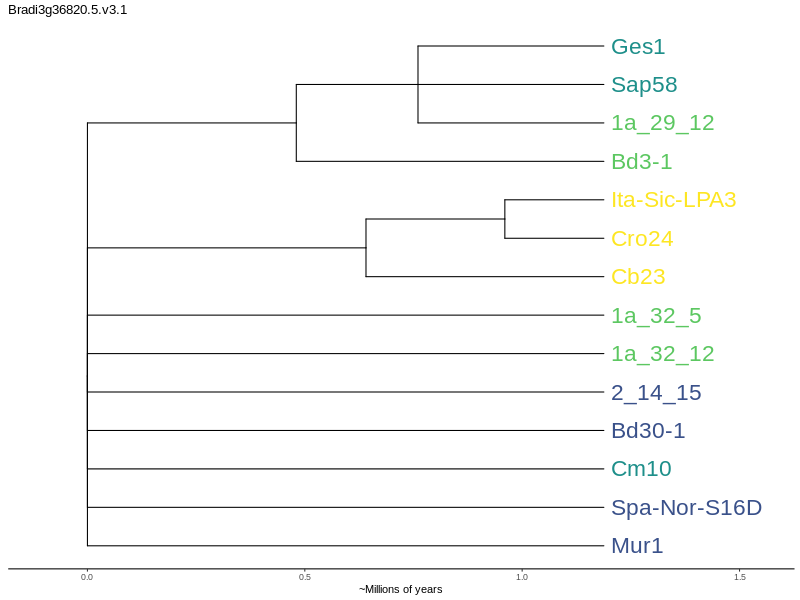 Bradi3g36820.5.v3.1
Ges1
Sap58
1a_29_12
Bd3-1
Ita-Sic-LPA3
Cro24
Cb23
1a_32_5
1a_32_12
2_14_15
Bd30-1
Cm10
Spa-Nor-S16D
Mur1
0.0 0.5 1.0 1.5
~Millions of years